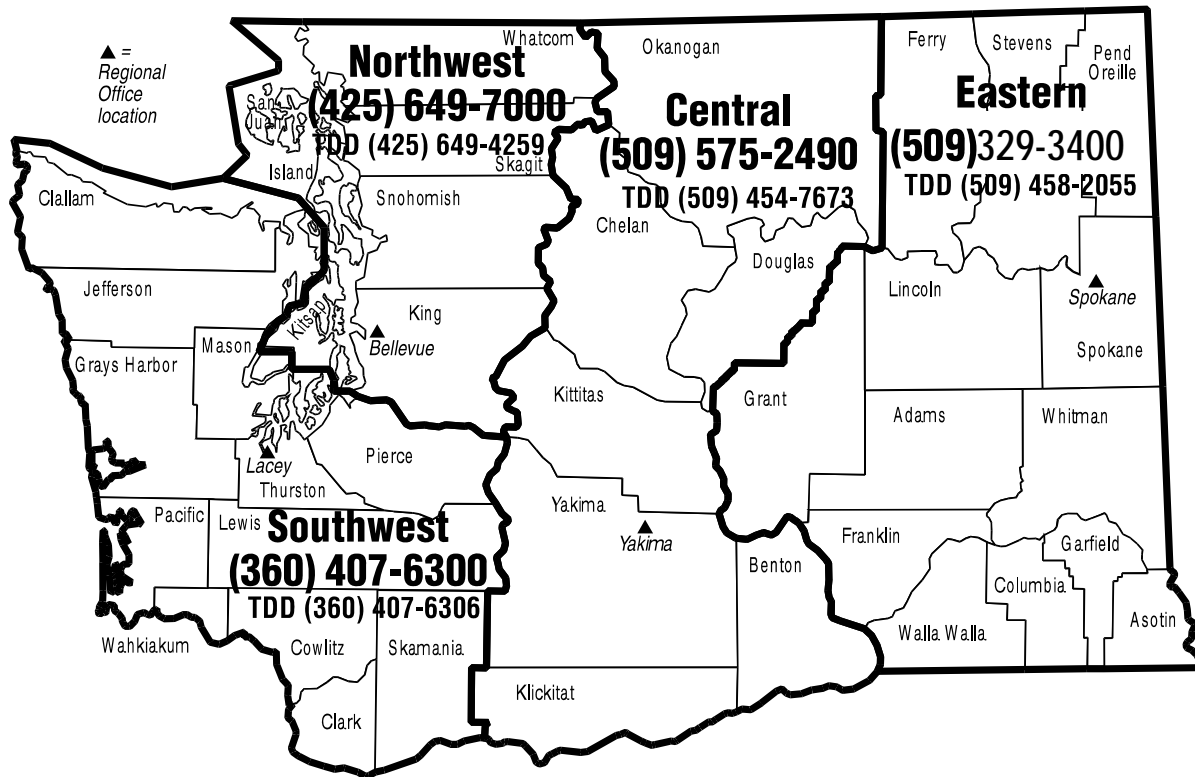 ▲ =
Regional
Office
location
Northwest
(425) 649-7000
TDD (425) 649-4259
Whatcom
San
Juan
Island
Skagit
Snohomish
King
Kitsap
▲ Bellevue
Okanogan
Central
(509) 575-2490
TDD (509) 454-7673
Chelan
Douglas
Kittitas
Yakima
▲
Yakima
Benton
Klickitat
Ferry
Stevens
Pend
Oreille
Eastern
(509)329-3400
TDD (509) 458-2055
Lincoln
▲
Spokane
Spokane
Grant
Adams
Whitman
Franklin
Garfield
Columbia
Walla Walla
Asotin
Clallam
Jefferson
Mason
Grays Harbor
▲
Lacey
Thurston
Pierce
Pacific
Lewis
Southwest
(360) 407-6300
TDD (360) 407-6306
Wahkiakum
Cowlitz
Skamania
Clark